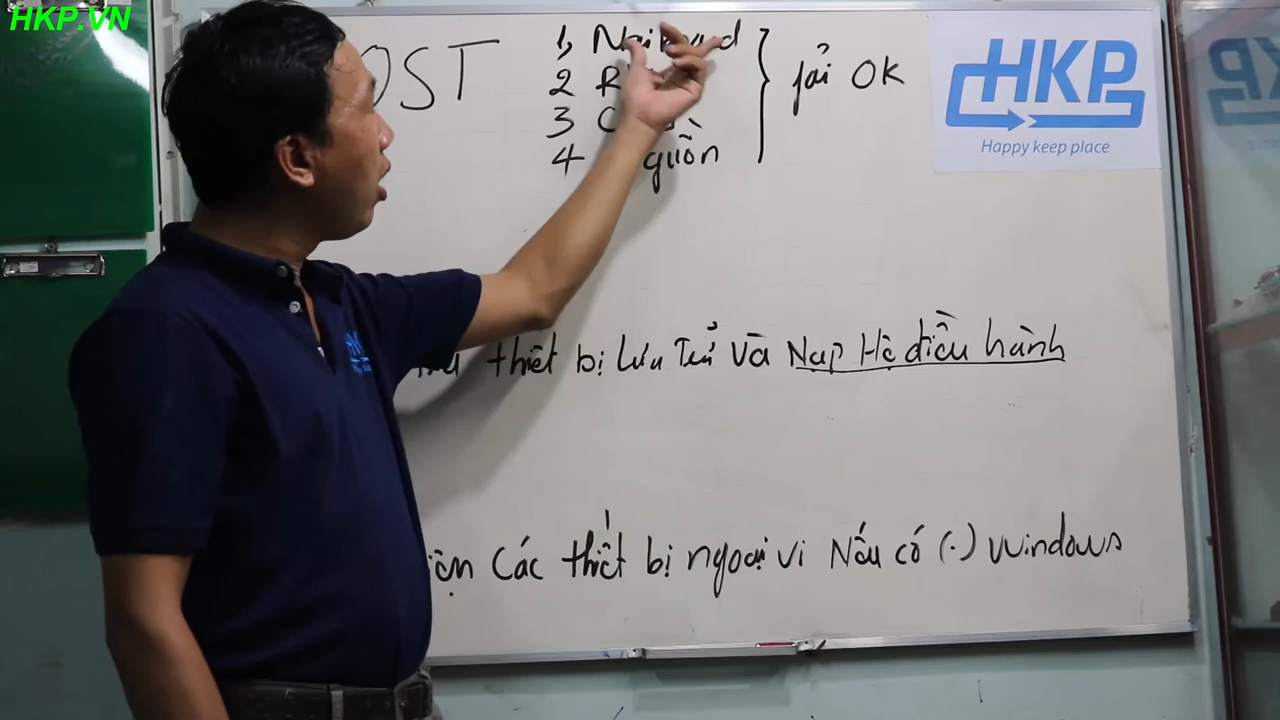 HKP.VN
OST
1,
2
3
4 guồn
} phải OK
HKP
Happy keep place
thiết bị Lưu Trữ và Nạp Hệ điều hành
các thiết bị ngoại vi Nếu có (.) Windows
HKP